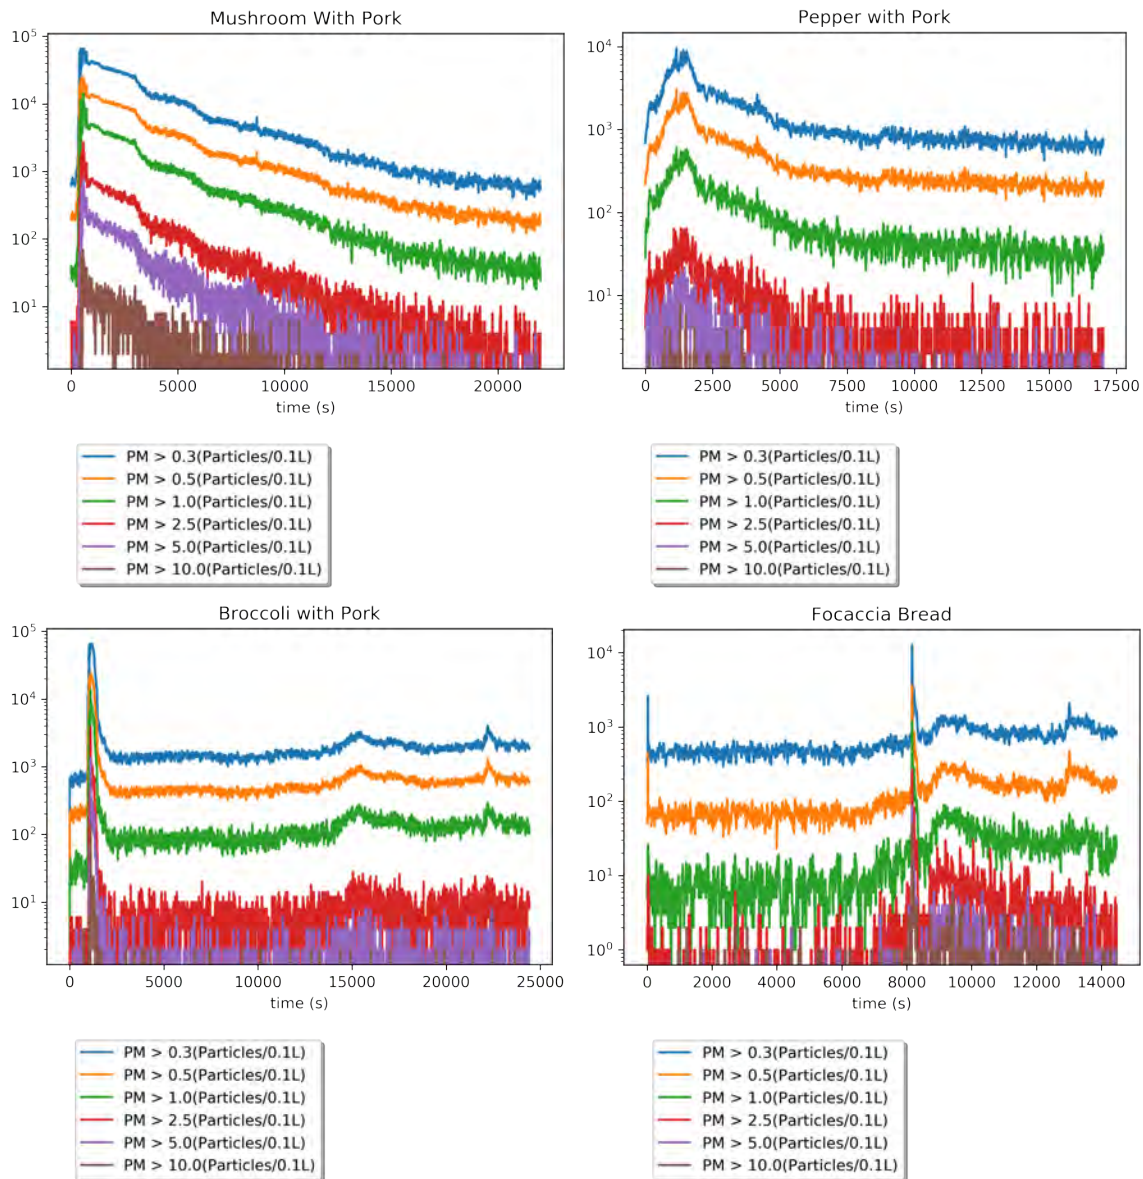 Mushroom With Pork
10^5
10^4
10^3
10^2
10^1
0
5000
10000
15000
20000
time (s)
PM > 0.3(Particles/0.1L)
PM > 0.5(Particles/0.1L)
PM > 1.0(Particles/0.1L)
PM > 2.5(Particles/0.1L)
PM > 5.0(Particles/0.1L)
PM > 10.0(Particles/0.1L)
Pepper with Pork
10^4
10^3
10^2
10^1
0
2500
5000
7500
10000
12500
15000
17500
time (s)
PM > 0.3(Particles/0.1L)
PM > 0.5(Particles/0.1L)
PM > 1.0(Particles/0.1L)
PM > 2.5(Particles/0.1L)
PM > 5.0(Particles/0.1L)
PM > 10.0(Particles/0.1L)
Broccoli with Pork
10^5
10^4
10^3
10^2
10^1
0
5000
10000
15000
20000
25000
time (s)
PM > 0.3(Particles/0.1L)
PM > 0.5(Particles/0.1L)
PM > 1.0(Particles/0.1L)
PM > 2.5(Particles/0.1L)
PM > 5.0(Particles/0.1L)
PM > 10.0(Particles/0.1L)
Focaccia Bread
10^4
10^3
10^2
10^1
10^0
0
2000
4000
6000
8000
10000
12000
14000
time (s)
PM > 0.3(Particles/0.1L)
PM > 0.5(Particles/0.1L)
PM > 1.0(Particles/0.1L)
PM > 2.5(Particles/0.1L)
PM > 5.0(Particles/0.1L)
PM > 10.0(Particles/0.1L)